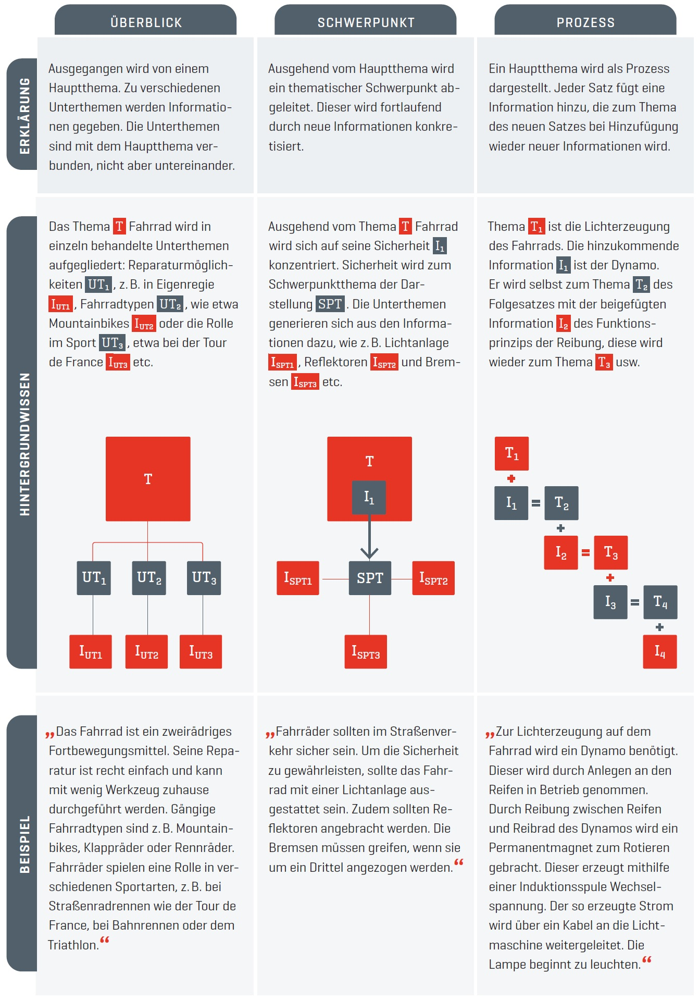 ÜBERBLICK
SCHWERPUNKT
PROZESS
ERKLÄRUNG
Ausgegangen wird von einem
Hauptthema. Zu verschiedenen
Unterthemen werden Informatio-
nen gegeben. Die Unterthemen
sind mit dem Hauptthema ver-
bunden, nicht aber untereinander.
Ausgehend vom Hauptthema wird
ein thematischer Schwerpunkt ab-
geleitet. Dieser wird fortlaufend
durch neue Informationen konkre-
tisiert.
Ein Hauptthema wird als Prozess
dargestellt. Jeder Satz fügt eine
Information hinzu, die zum Thema
des neuen Satzes bei Hinzufügung
wieder neuer Informationen wird.
HINTERGRUNDWISSEN
Das Thema T Fahrrad wird in
einzeln behandelte Unterthemen
aufgegliedert: Reparaturmöglich-
keiten UT1, z. B. in Eigenregie
IUT1, Fahrradtypen UT2, wie etwa
Mountainbikes IUT2 oder die Rolle
im Sport UT3, etwa bei der Tour
de France IUT3 etc.
T
UT1 UT2 UT3
IUT1 IUT2 IUT3
Ausgehend vom Thema T Fahrrad
wird sich auf seine Sicherheit I1
konzentriert. Sicherheit wird zum
Schwerpunktthema der Dar-
stellung SPT. Die Unterthemen
generieren sich aus den Informa-
tionen dazu, wie z. B. Lichtanlage
ISPT1, Reflektoren ISPT2 und Brem-
sen ISPT3 etc.
T
I1
ISPT1 SPT ISPT2
ISPT3
Thema T1 ist die Lichterzeugung
des Fahrrads. Die hinzukommende
Information I1 ist der Dynamo.
Er wird selbst zum Thema T2 des
Folgesatzes mit der beigefügten
Information I2 des Funktions-
prinzips der Reibung, diese wird
wieder zum Thema T3 usw.
T1
+
I1 = T2
+
I2 = T3
+
I3 = T4
+
I4
BEISPIEL
„Das Fahrrad ist ein zweirädriges
Fortbewegungsmittel. Seine Repa-
ratur ist recht einfach und kann
mit wenig Werkzeug zuhause
durchgeführt werden. Gängige
Fahrradtypen sind z. B. Mountain-
bikes, Klappräder oder Rennräder.
Fahrräder spielen eine Rolle in ver-
schiedenen Sportarten, z. B. bei
Straßenradrennen wie der Tour de
France, bei Bahnrennen oder dem
Triathlon.“
„Fahrräder sollten im Straßenver-
kehr sicher sein. Um die Sicherheit
zu gewährleisten, sollte das Fahr-
rad mit einer Lichtanlage aus-
gestattet sein. Zudem sollten Re-
flektoren angebracht werden. Die
Bremsen müssen greifen, wenn sie
um ein Drittel angezogen werden.“
„Zur Lichterzeugung auf dem
Fahrrad wird ein Dynamo benötigt.
Dieser wird durch Anlegen an den
Reifen in Betrieb genommen.
Durch Reibung zwischen Reifen
und Reibrad des Dynamos wird ein
Permanentmagnet zum Rotieren
gebracht. Dieser erzeugt mithilfe
einer Induktionsspule Wechsel-
spannung. Der so erzeugte Strom
wird über ein Kabel an die Licht-
maschine weitergeleitet. Die
Lampe beginnt zu leuchten.“